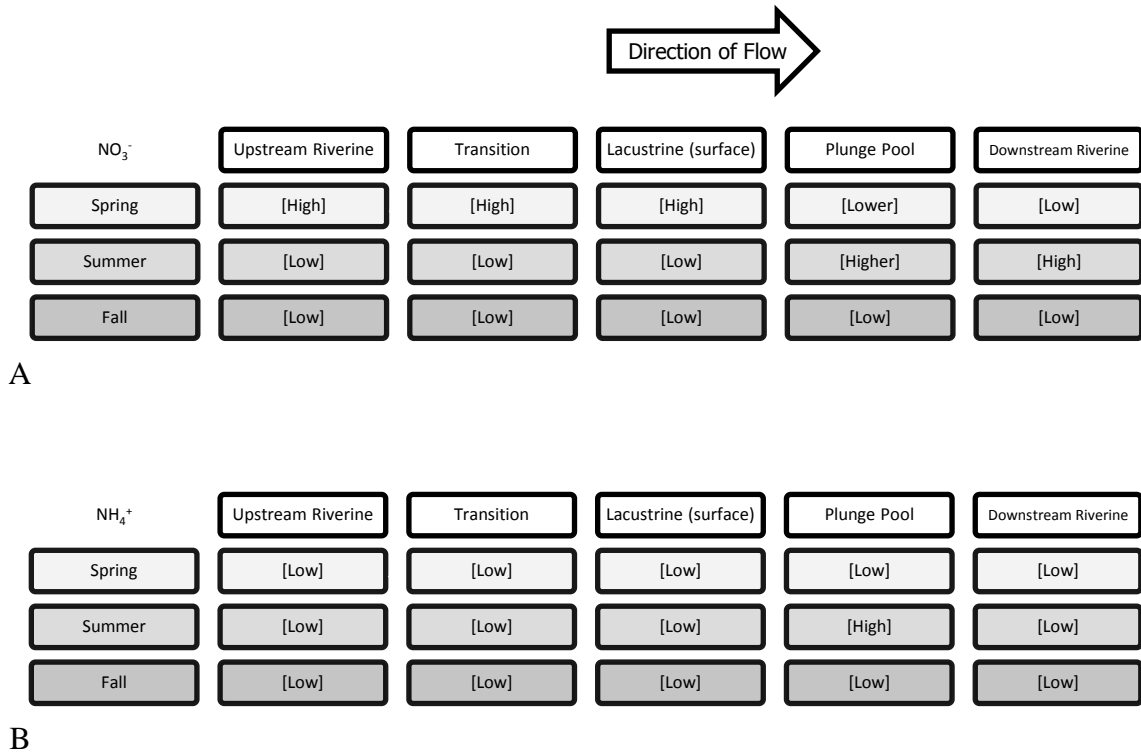 Direction of Flow
NO₃⁻ Upstream Riverine Transition Lacustrine (surface) Plunge Pool Downstream Riverine
Spring [High] [High] [High] [Lower] [Low]
Summer [Low] [Low] [Low] [Higher] [High]
Fall [Low] [Low] [Low] [Low] [Low]
A
NH₄⁺ Upstream Riverine Transition Lacustrine (surface) Plunge Pool Downstream Riverine
Spring [Low] [Low] [Low] [Low] [Low]
Summer [Low] [Low] [Low] [High] [Low]
Fall [Low] [Low] [Low] [Low] [Low]
B